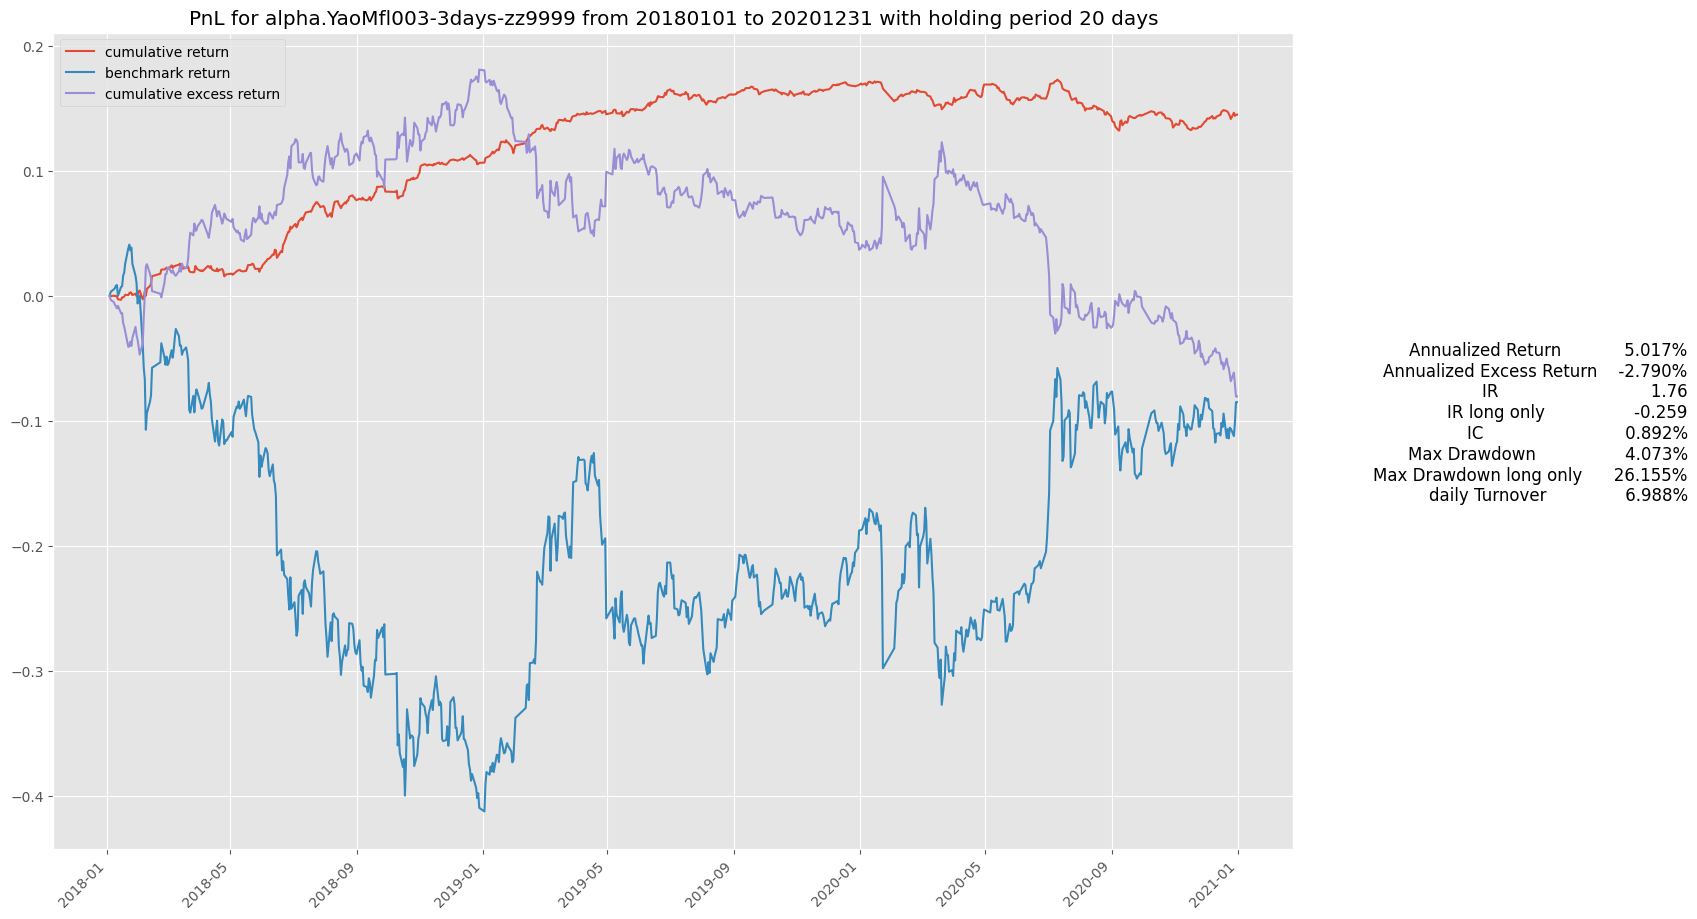 PnL for alpha.YaoMfl003-3days-zz9999 from 20180101 to 20201231 with holding period 20 days
cumulative return
benchmark return
cumulative excess return
0.2
0.1
0.0
−0.1
−0.2
−0.3
−0.4
2018-01
2018-05
2018-09
2019-01
2019-05
2019-09
2020-01
2020-05
2020-09
2021-01
Annualized Return 5.017%
Annualized Excess Return -2.790%
IR 1.76
IR long only -0.259
IC 0.892%
Max Drawdown 4.073%
Max Drawdown long only 26.155%
daily Turnover 6.988%